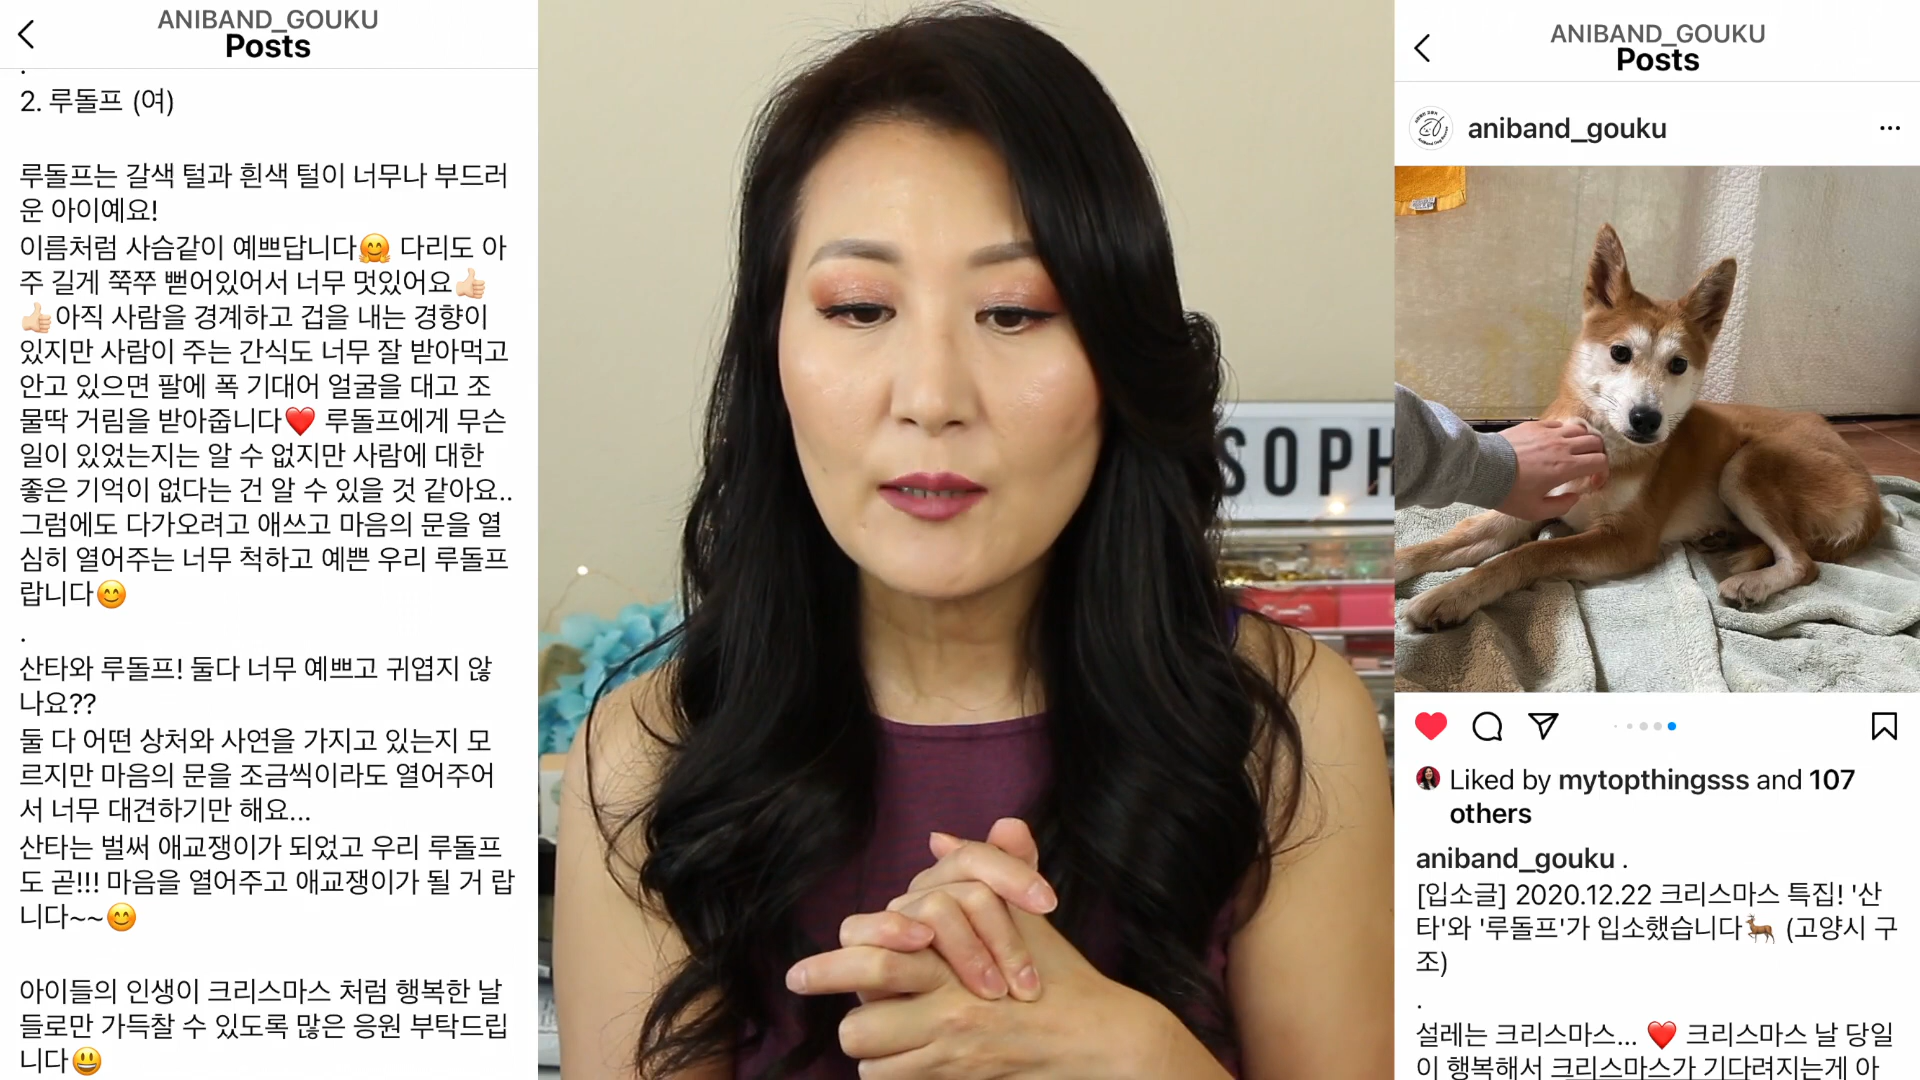 ANIBAND_GOUKU
Posts
.
2. 루돌프 (여)
루돌프는 갈색 털과 흰색 털이 너무나 부드러
운 아이예요!
이름처럼 사슴같이 예쁘답니다🤗 다리도 아
주 길게 쭉쭈 뻗어있어서 너무 멋있어요👍🏻
👍🏻아직 사람을 경계하고 겁을 내는 경향이
있지만 사람이 주는 간식도 너무 잘 받아먹고
안고 있으면 팔에 폭 기대어 얼굴을 대고 조
물딱 거림을 받아줍니다❤️ 루돌프에게 무슨
일이 있었는지는 알 수 없지만 사람에 대한
좋은 기억이 없다는 건 알 수 있을 것 같아요..
그럼에도 다가오려고 애쓰고 마음의 문을 열
심히 열어주는 너무 척하고 예쁜 우리 루돌프
랍니다😊
.
산타와 루돌프! 둘다 너무 예쁘고 귀엽지 않
나요??
둘 다 어떤 상처와 사연을 가지고 있는지 모
르지만 마음의 문을 조금씩이라도 열어주어
서 너무 대견하기만 해요...
산타는 벌써 애교쟁이가 되었고 우리 루돌프
도 곧!!! 마음을 열어주고 애교쟁이가 될 거 랍
니다~~😊
아이들의 인생이 크리스마스 처럼 행복한 날
들로만 가득찰 수 있도록 많은 응원 부탁드립
니다😃
SOPH
ANIBAND_GOUKU
Posts
aniband_gouku
Liked by mytopthingsss and 107
others
aniband_gouku .
[입소글] 2020.12.22 크리스마스 특집! '산
타'와 '루돌프'가 입소했습니다🦌 (고양시 구
조)
.
설레는 크리스마스... ❤️ 크리스마스 날 당일
이 행복해서 크리스마스가 기다려지는게 아